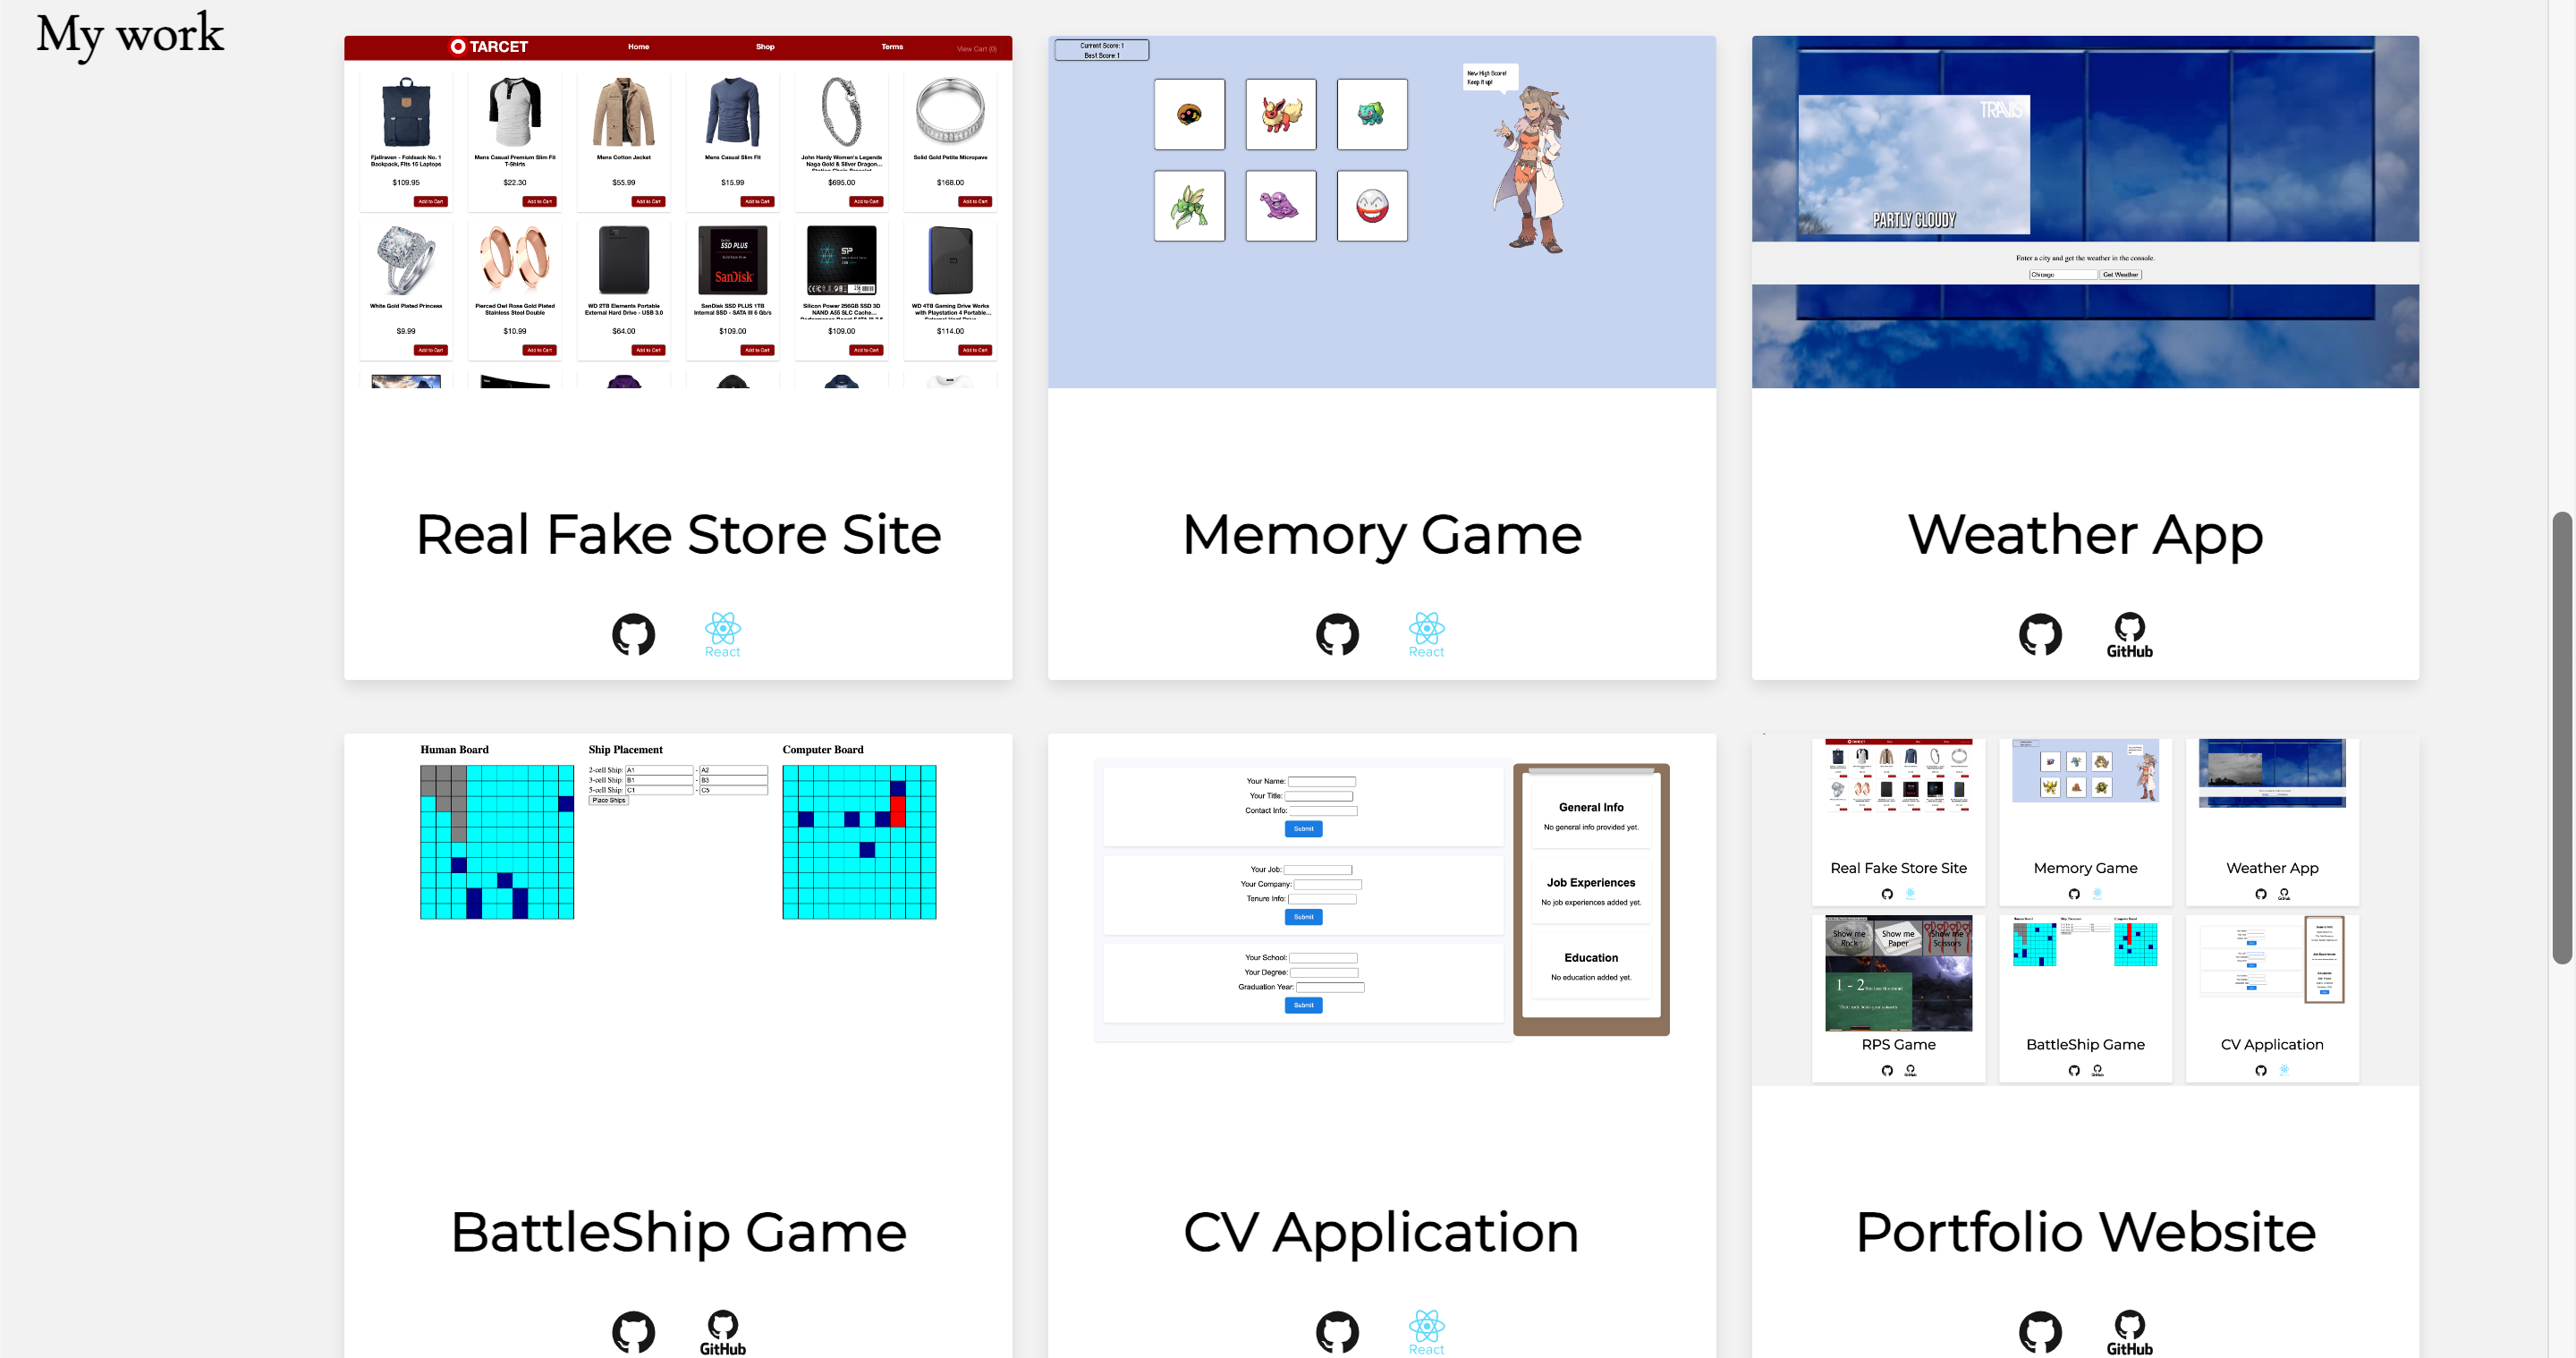 My work
TARCET
Home
Shop
Terms
View Cart (0)
Fjallraven - Foldsack No. 1
Backpack, Fits 15 Laptops
$109.95
Add to Cart
Mens Casual Premium Slim Fit
T-Shirts
$22.30
Add to Cart
Mens Cotton Jacket
$55.99
Add to Cart
Mens Casual Slim Fit
$15.99
Add to Cart
John Hardy Women's Legends
Naga Gold & Silver Dragon...
Station Chain Bracelet
$695.00
Add to Cart
Solid Gold Petite Micropave
$168.00
Add to Cart
White Gold Plated Princess
$9.99
Add to Cart
Pierced Owl Rose Gold Plated
Stainless Steel Double
$10.99
Add to Cart
WD 2TB Elements Portable
External Hard Drive - USB 3.0
$64.00
Add to Cart
SSD PLUS
SanDisk
SanDisk SSD PLUS 1TB
Internal SSD - SATA III 6 Gb/s
$109.00
Add to Cart
SP
Silicon Power 256GB SSD 3D
NAND A55 SLC Cache...
$109.00
Add to Cart
WD 4TB Gaming Drive Works
with Playstation 4 Portable...
External Hard Drive
$114.00
Add to Cart
Real Fake Store Site
React
Current Score: 1
Best Score: 1
New High Score!
Keep it up!
Memory Game
React
TRAVIS
PARTLY CLOUDY
Enter a city and get the weather in the console.
Chicago
Get Weather
Weather App
GitHub
Human Board
Ship Placement
2-cell Ship: A1 - A2
3-cell Ship: B1 - B3
5-cell Ship: C1 - C5
Place Ships
Computer Board
BattleShip Game
GitHub
Your Name:
Your Title:
Contact Info:
Submit
Your Job:
Your Company:
Tenure Info:
Submit
Your School:
Your Degree:
Graduation Year:
Submit
General Info
No general info provided yet.
Job Experiences
No job experiences added yet.
Education
No education added yet.
CV Application
React
Real Fake Store Site
Memory Game
Weather App
Show me
Rock
Show me
Paper
Show me
Scissors
1 - 2
RPS Game
BattleShip Game
CV Application
Portfolio Website
GitHub